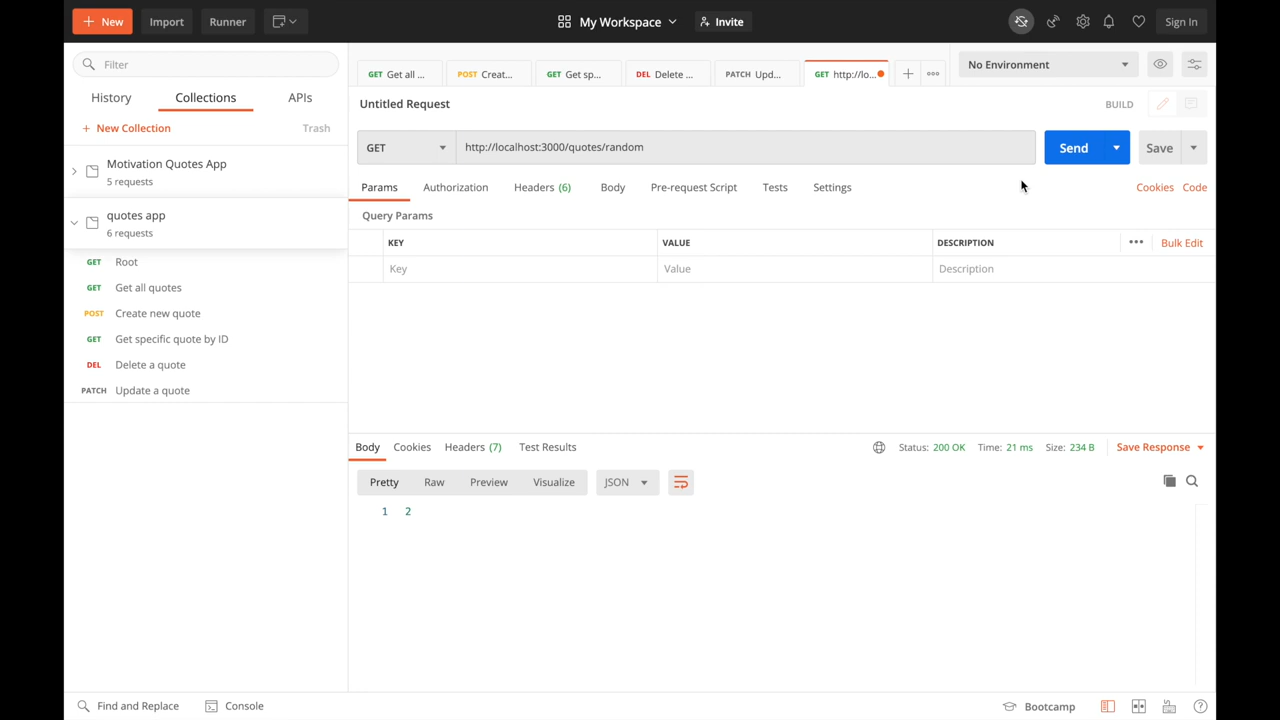 New
Import
Runner
My Workspace
Invite
Sign In
Filter
History
Collections
APIs
+ New Collection
Trash
Motivation Quotes App
5 requests
quotes app
6 requests
GET Root
GET Get all quotes
POST Create new quote
GET Get specific quote by ID
DEL Delete a quote
PATCH Update a quote
GET Get all ...
POST Creat...
GET Get sp...
DEL Delete ...
PATCH Upd...
GET http://lo...
No Environment
Untitled Request
BUILD
GET
http://localhost:3000/quotes/random
Send
Save
Params
Authorization
Headers (6)
Body
Pre-request Script
Tests
Settings
Cookies
Code
Query Params
KEY
VALUE
DESCRIPTION
Bulk Edit
Key
Value
Description
Body
Cookies
Headers (7)
Test Results
Status: 200 OK
Time: 21 ms
Size: 234 B
Save Response
Pretty
Raw
Preview
Visualize
JSON
1 2
Find and Replace
Console
Bootcamp